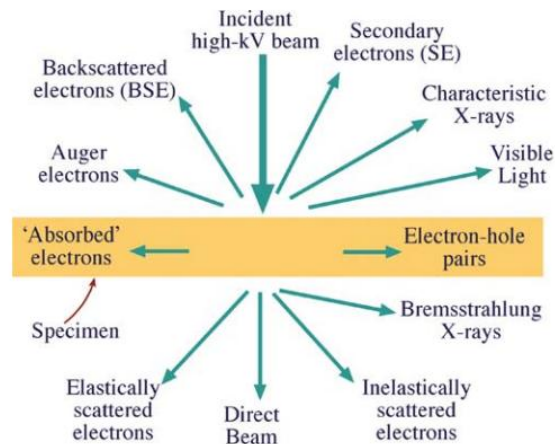 Incident
high-kV beam
Secondary
electrons (SE)
Backscattered
electrons (BSE)
Characteristic
X-rays
Auger
electrons
Visible
Light
‘Absorbed’
electrons
Electron-hole
pairs
Specimen
Bremsstrahlung
X-rays
Elastically
scattered
electrons
Direct
Beam
Inelastically
scattered
electrons